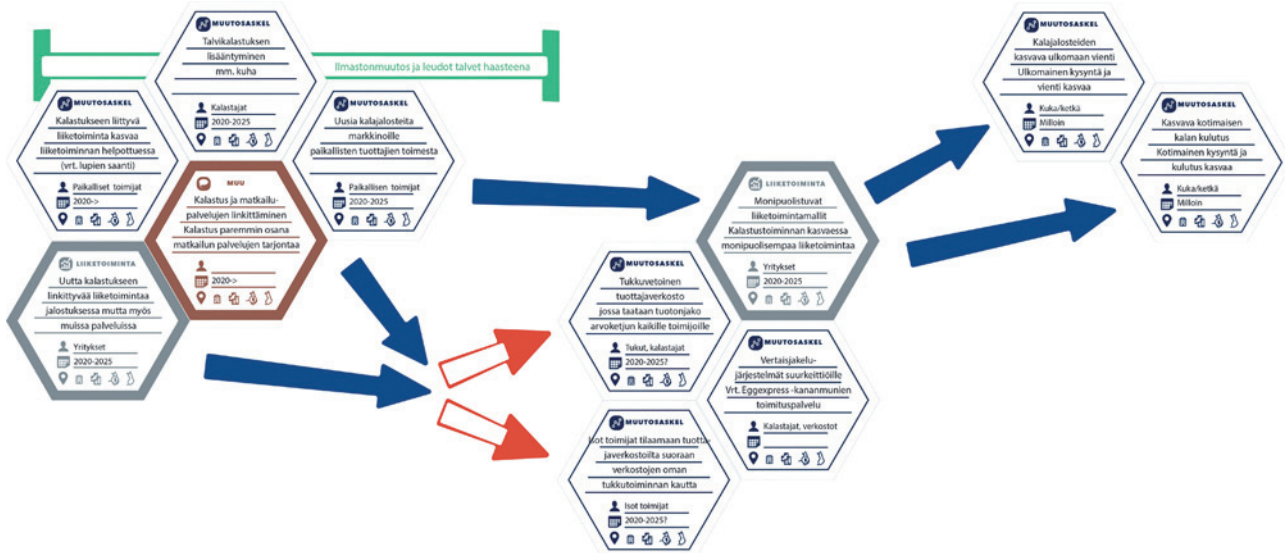 MUUTOSASKEL
Talvikalastuksen
lisääntyminen
mm. kuha
Kalastajat
2020-2025
Ilmastonmuutos ja leudot talvet haasteena
MUUTOSASKEL
Kalastukseen liittyvä
liiketoiminta kasvaa
liiketoiminnan helpottuessa
(vrt. lupien saanti)
Paikalliset toimijat
2020->
MUUTOSASKEL
Uusia kalajalosteita
markkinoille
paikallisten tuottajien toimesta
Paikallisen toimijat
2020-2025
MUU
Kalastus ja matkailu-
palvelujen linkittäminen
Kalastus paremmin osana
matkailun palvelujen tarjontaa
2020->
LIIKETOIMINTA
Uutta kalastukseen
linkittyvää liiketoimintaa
jalostuksessa mutta myös
muissa palveluissa
Yritykset
2020-2025
MUUTOSASKEL
Tukkuvetoinen
tuottajaverkosto
jossa taataan tuotonjako
arvoketjun kaikille toimijoille
Tukut, kalastajat
2020-2025?
MUUTOSASKEL
Isot toimijat tilaamaan tuotta-
javerkostoilta suoraan
verkostojen oman
tukkutoiminnan kautta
Isot toimijat
2020-2025?
LIIKETOIMINTA
Monipuolistuvat
liiketoimintamallit
Kalastustoiminnan kasvaessa
monipuolisempaa liiketoimintaa
Yritykset
2020-2025
MUUTOSASKEL
Vertaisjakelu-
järjestelmät suurkeittiöille
Vrt. Eggexpress -kananmunien
toimituspalvelu
Kalastajat, verkostot
MUUTOSASKEL
Kalajalosteiden
kasvava ulkomaan vienti
Ulkomainen kysyntä ja
vienti kasvaa
Kuka/ketkä
Milloin
MUUTOSASKEL
Kasvava kotimaisen
kalan kulutus
Kotimainen kysyntä ja
kulutus kasvaa
Kuka/ketkä
Milloin